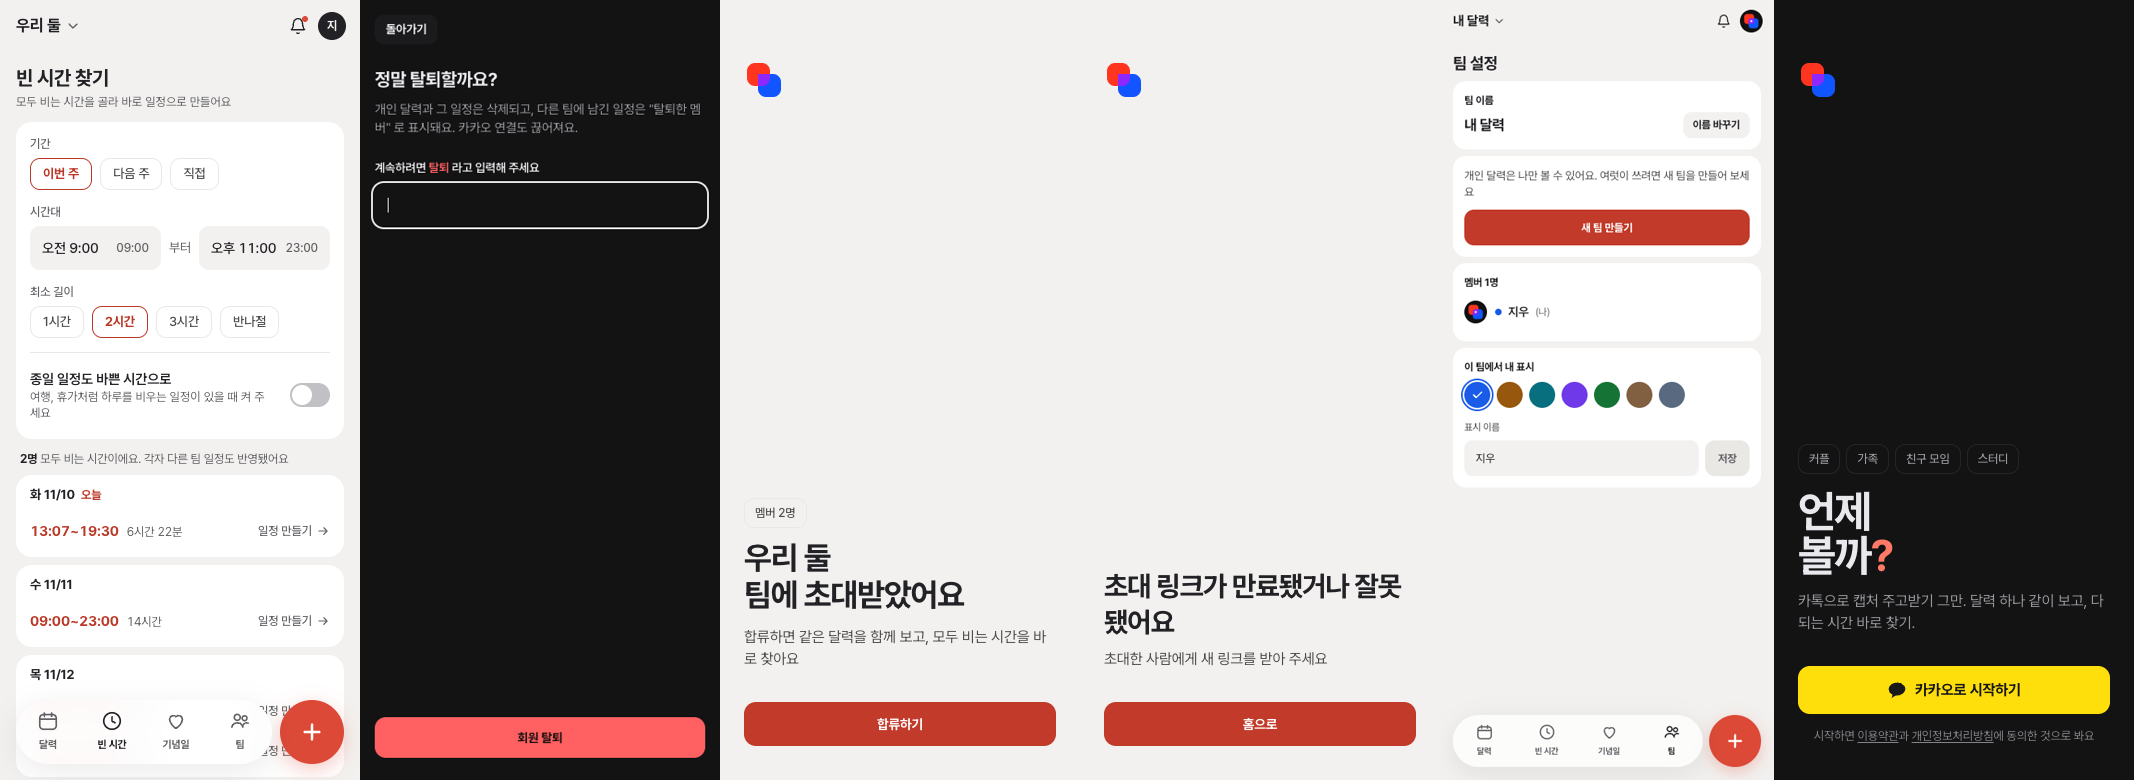 우리 둘
지
빈 시간 찾기
모두 비는 시간을 골라 바로 일정으로 만들어요
기간
이번 주
다음 주
직접
시간대
오전 9:00 09:00
부터
오후 11:00 23:00
최소 길이
1시간
2시간
3시간
반나절
종일 일정도 바쁜 시간으로
여행, 휴가처럼 하루를 비우는 일정이 있을 때 켜 주
세요
2명 모두 비는 시간이에요. 각자 다른 팀 일정도 반영됐어요
화 11/10 오늘
13:07~19:30 6시간 22분
일정 만들기 →
수 11/11
09:00~23:00 14시간
일정 만들기 →
목 11/12
달력
빈 시간
기념일
팀
돌아가기
정말 탈퇴할까요?
개인 달력과 그 일정은 삭제되고, 다른 팀에 남긴 일정은 "탈퇴한 멤
버" 로 표시돼요. 카카오 연결도 끊어져요.
계속하려면 탈퇴 라고 입력해 주세요
회원 탈퇴
멤버 2명
우리 둘
팀에 초대받았어요
합류하면 같은 달력을 함께 보고, 모두 비는 시간을 바
로 찾아요
합류하기
초대 링크가 만료됐거나 잘못
됐어요
초대한 사람에게 새 링크를 받아 주세요
홈으로
내 달력
팀 설정
팀 이름
내 달력
이름 바꾸기
개인 달력은 나만 볼 수 있어요. 여럿이 쓰려면 새 팀을 만들어 보세
요
새 팀 만들기
멤버 1명
지우 (나)
이 팀에서 내 표시
표시 이름
지우
저장
달력
빈 시간
기념일
팀
커플
가족
친구 모임
스터디
언제
볼까?
카톡으로 캡처 주고받기 그만. 달력 하나 같이 보고, 다
되는 시간 바로 찾기.
카카오로 시작하기
시작하면 이용약관과 개인정보처리방침에 동의한 것으로 봐요